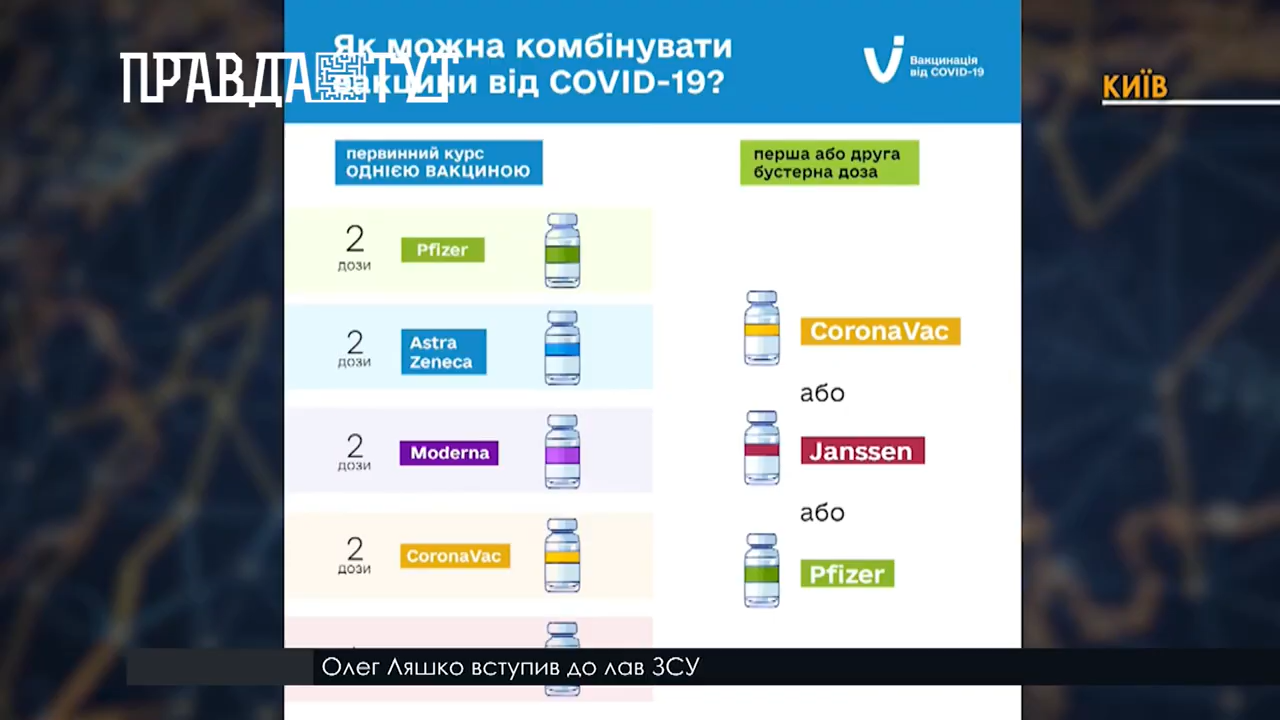 Як можна комбінувати
вакцини від COVID-19?
ПРАВДА ТУТ
Вакцинація
від COVID-19
КИЇВ
первинний курс
ОДНІЄЮ ВАКЦИНОЮ
перша або друга
бустерна доза
2
дози
Pfizer
2
дози
Astra
Zeneca
2
дози
Moderna
2
дози
CoronaVac
CoronaVac
або
Janssen
або
Pfizer
Олег Ляшко вступив до лав ЗСУ